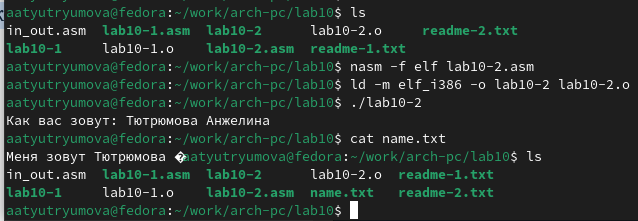 aatyutryumova@fedora:~/work/arch-pc/lab10$ ls
in_out.asm lab10-1.asm lab10-2 lab10-2.o readme-2.txt
lab10-1 lab10-1.o lab10-2.asm readme-1.txt
aatyutryumova@fedora:~/work/arch-pc/lab10$ nasm -f elf lab10-2.asm
aatyutryumova@fedora:~/work/arch-pc/lab10$ ld -m elf_i386 -o lab10-2 lab10-2.o
aatyutryumova@fedora:~/work/arch-pc/lab10$ ./lab10-2
Как вас зовут: Тютрюмова Анжелина
aatyutryumova@fedora:~/work/arch-pc/lab10$ cat name.txt
Меня зовут Тютрюмова �aatyutryumova@fedora:~/work/arch-pc/lab10$ ls
in_out.asm lab10-1.asm lab10-2 lab10-2.o readme-1.txt
lab10-1 lab10-1.o lab10-2.asm name.txt readme-2.txt
aatyutryumova@fedora:~/work/arch-pc/lab10$